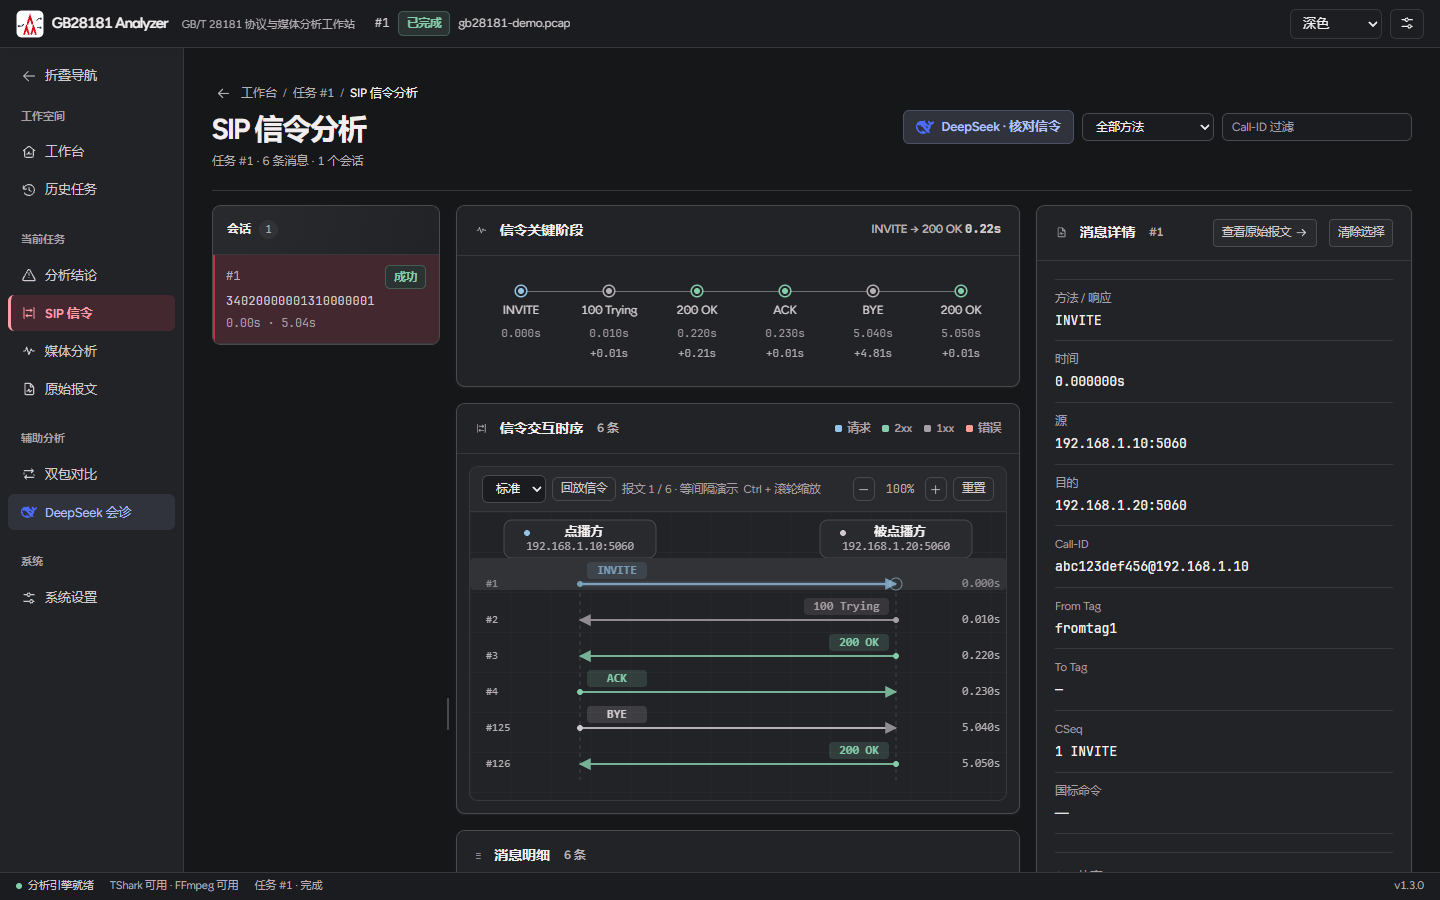 GB28181 Analyzer GB/T 28181 协议与媒体分析工作站 #1 已完成 gb28181-demo.pcap 深色
折叠导航
工作空间
工作台
历史任务
当前任务
分析结论
SIP 信令
媒体分析
原始报文
辅助分析
双包对比
DeepSeek 会诊
系统
系统设置
工作台 / 任务 #1 / SIP 信令分析
SIP 信令分析
任务 #1 · 6 条消息 · 1 个会话
DeepSeek · 核对信令 全部方法 Call-ID 过滤
会话 1
#1 成功
34020000001310000001
0.00s · 5.04s
信令关键阶段 INVITE → 200 OK 0.22s
INVITE 100 Trying 200 OK ACK BYE 200 OK
0.000s 0.010s 0.220s 0.230s 5.040s 5.050s
+0.01s +0.21s +0.01s +4.81s +0.01s
信令交互时序 6 条 请求 2xx 1xx 错误
标准 回放信令 报文 1 / 6 · 等间隔演示 Ctrl + 滚轮缩放 − 100% + 重置
点播方 被点播方
192.168.1.10:5060 192.168.1.20:5060
INVITE
#1 0.000s
100 Trying
#2 0.010s
200 OK
#3 0.220s
ACK
#4 0.230s
BYE
#125 5.040s
200 OK
#126 5.050s
消息明细 6 条
消息详情 #1 查看原始报文 → 清除选择
方法 / 响应
INVITE
时间
0.000000s
源
192.168.1.10:5060
目的
192.168.1.20:5060
Call-ID
abc123def456@192.168.1.10
From Tag
fromtag1
To Tag
—
CSeq
1 INVITE
国标命令
—
分析引擎就绪 TShark 可用 · FFmpeg 可用 任务 #1 · 完成 v1.3.0